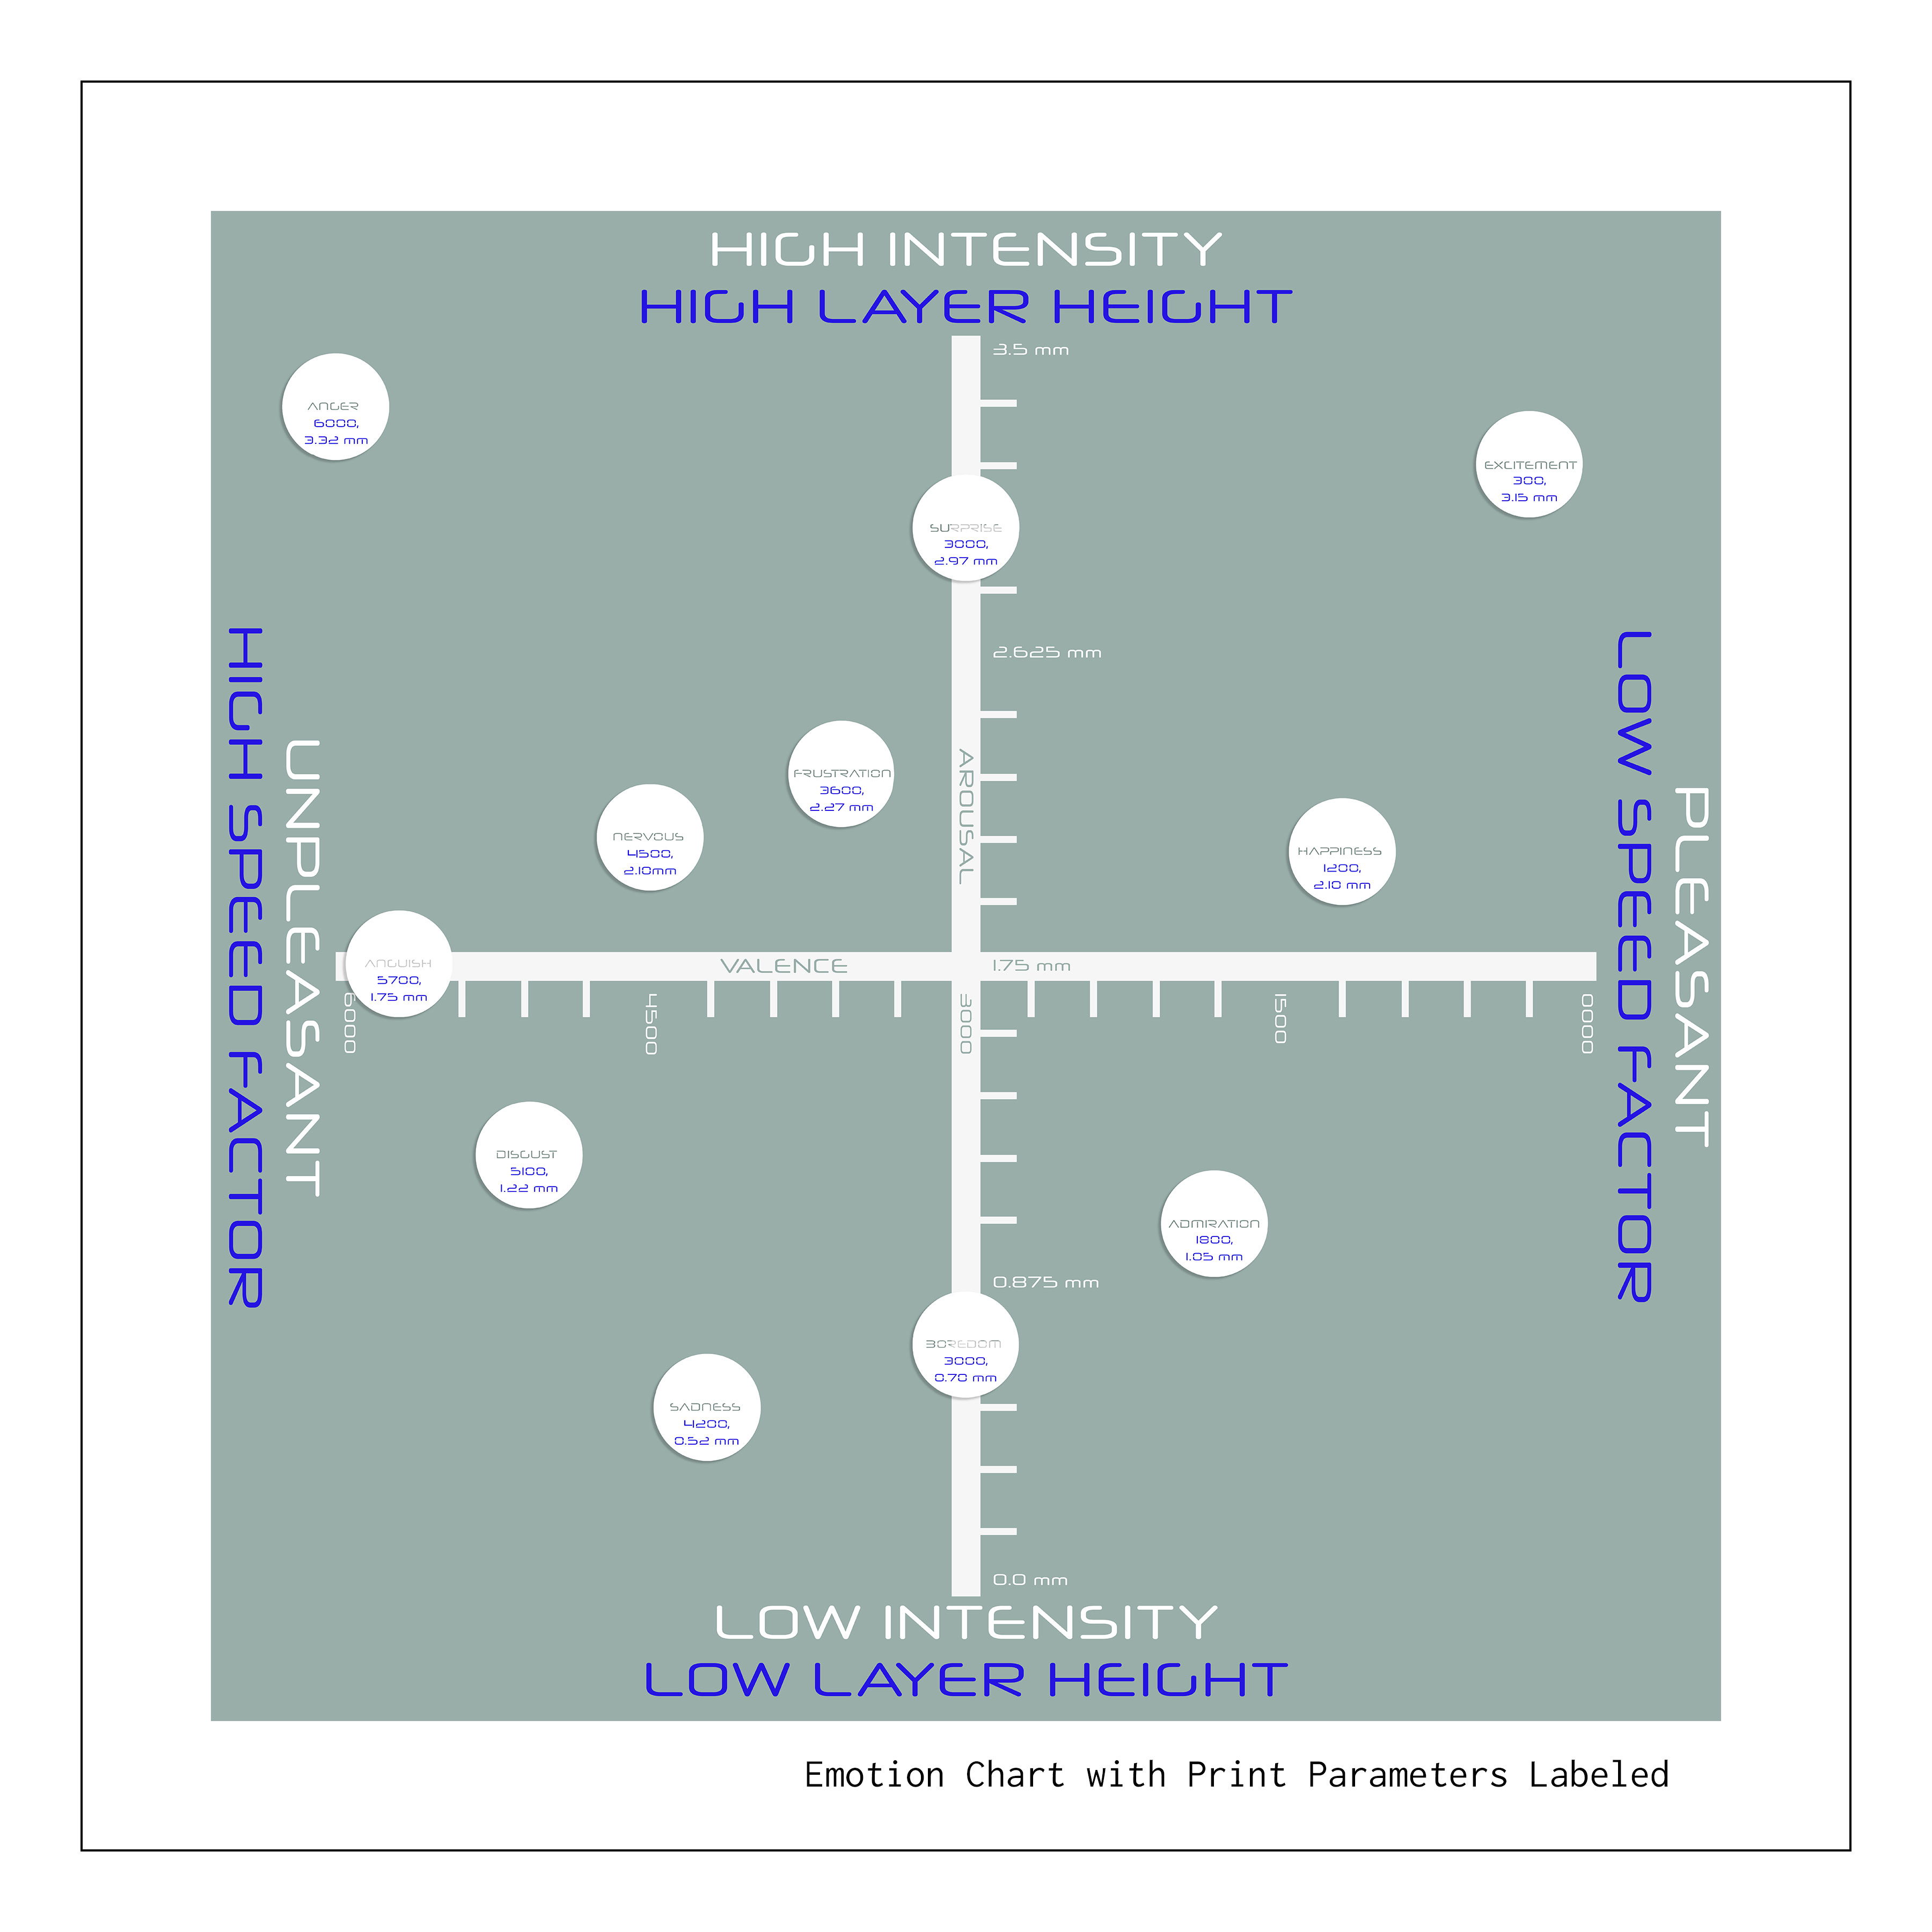 HIGH INTENSITY
HIGH LAYER HEIGHT
3.5 mm
ANGER
6000,
3.32 mm
EXCITEMENT
300,
3.15 mm
SURPRISE
3000,
2.97 mm
2.625 mm
FRUSTRATION
3600,
2.27 mm
NERVOUS
4500,
2.10mm
AROUSAL
HAPPINESS
1200,
2.10 mm
HIGH SPEED FACTOR
UNPLEASANT
LOW SPEED FACTOR
PLEASANT
ANGUISH
5700,
1.75 mm
VALENCE
1.75 mm
6000
4500
3000
1500
0000
DISGUST
5100,
1.22 mm
ADMIRATION
1800,
1.05 mm
0.875 mm
BOREDOM
3000,
0.70 mm
SADNESS
4200,
0.52 mm
0.0 mm
LOW INTENSITY
LOW LAYER HEIGHT
Emotion Chart with Print Parameters Labeled